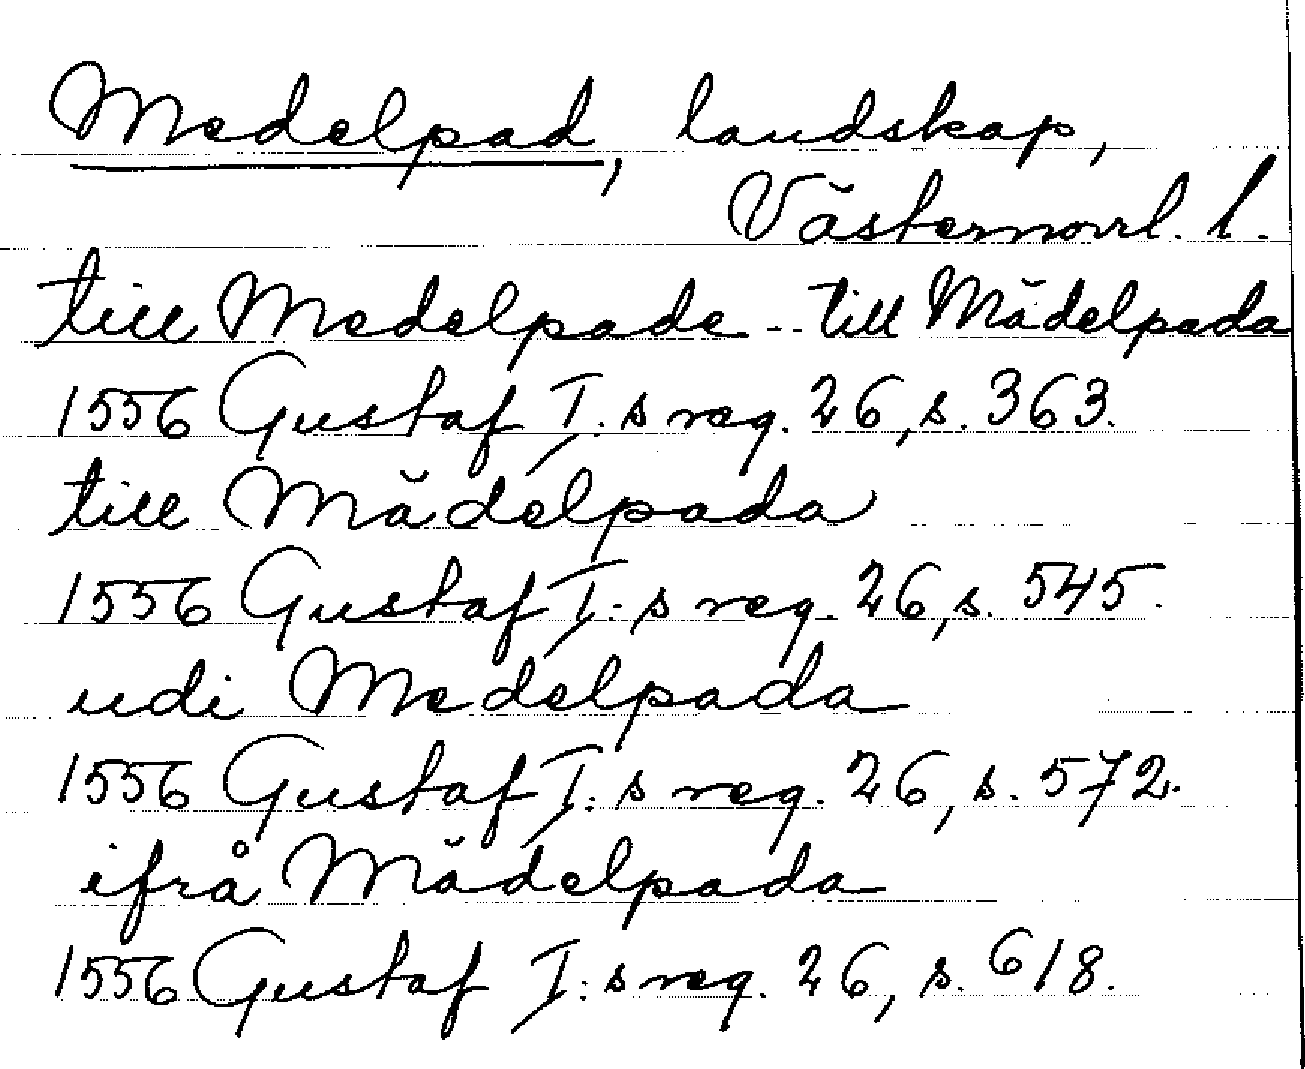 Medelpad, landskap,
Västernorrl. l.
till Medelpade -- till Mädelpada
1556 Gustaf I:s reg. 26, s. 363.
till Mädelpada
1556 Gustaf I:s reg. 26, s. 545.
udi Medelpada
1556 Gustaf I:s reg. 26, s. 572.
ifrå Mädelpada
1556 Gustaf I:s reg. 26, s. 618.